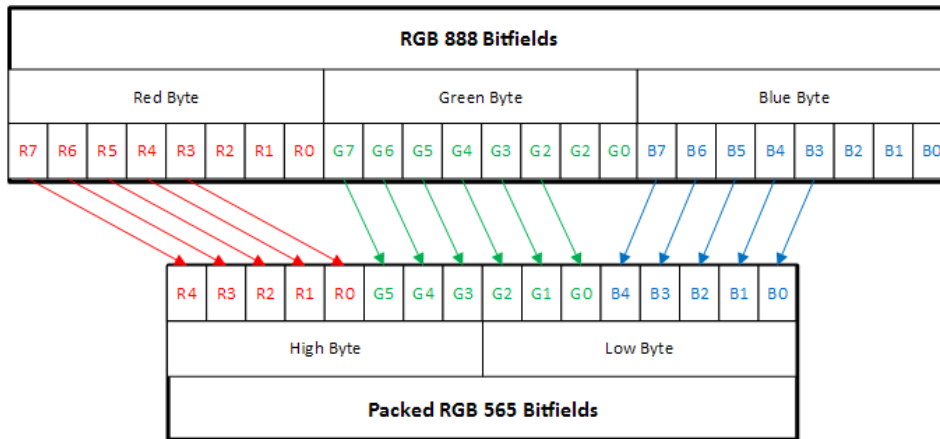 RGB 888 Bitfields
Red Byte Green Byte Blue Byte
R7 R6 R5 R4 R3 R2 R1 R0 G7 G6 G5 G4 G3 G2 G2 G0 B7 B6 B5 B4 B3 B2 B1 B0
R4 R3 R2 R1 R0 G5 G4 G3 G2 G1 G0 B4 B3 B2 B1 B0
High Byte Low Byte
Packed RGB 565 Bitfields